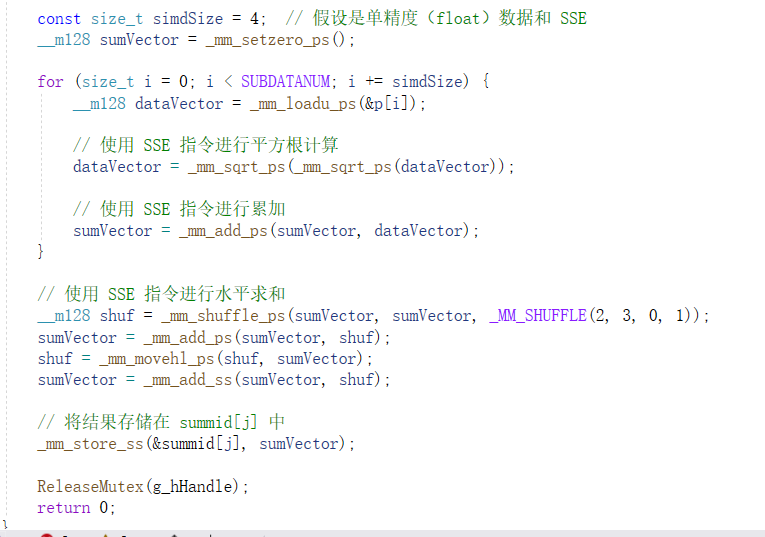 const size_t simdSize = 4;  // 假设是单精度（float）数据和 SSE
__m128 sumVector = _mm_setzero_ps();
for (size_t i = 0; i < SUBDATANUM; i += simdSize) {
__m128 dataVector = _mm_loadu_ps(&p[i]);
// 使用 SSE 指令进行平方根计算
dataVector = _mm_sqrt_ps(_mm_sqrt_ps(dataVector));
// 使用 SSE 指令进行累加
sumVector = _mm_add_ps(sumVector, dataVector);
}
// 使用 SSE 指令进行水平求和
__m128 shuf = _mm_shuffle_ps(sumVector, sumVector, _MM_SHUFFLE(2, 3, 0, 1));
sumVector = _mm_add_ps(sumVector, shuf);
shuf = _mm_movehl_ps(shuf, sumVector);
sumVector = _mm_add_ss(sumVector, shuf);
// 将结果存储在 summid[j] 中
_mm_store_ss(&summid[j], sumVector);
ReleaseMutex(g_hHandle);
return 0;
}